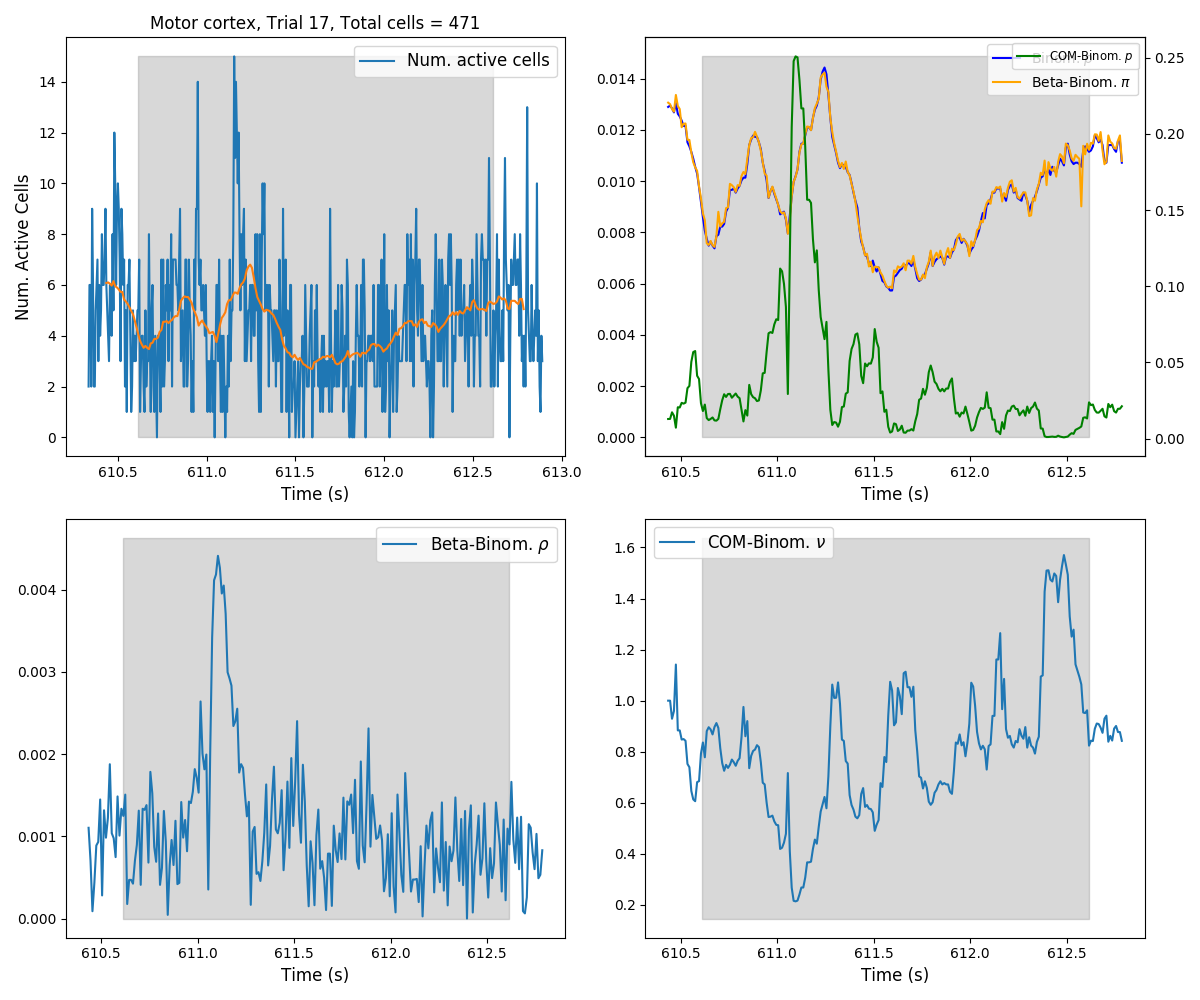 Motor cortex, Trial 17, Total cells = 471
Num. active cells
14
12
10
8
6
4
2
0
Num. Active Cells
610.5 611.0 611.5 612.0 612.5 613.0
Time (s)
COM-Binom. p
Binom. p
Beta-Binom. π
0.014
0.012
0.010
0.008
0.006
0.004
0.002
0.000
0.25
0.20
0.15
0.10
0.05
0.00
610.5 611.0 611.5 612.0 612.5
Time (s)
Beta-Binom. ρ
0.004
0.003
0.002
0.001
0.000
610.5 611.0 611.5 612.0 612.5
Time (s)
COM-Binom. ν
1.6
1.4
1.2
1.0
0.8
0.6
0.4
0.2
610.5 611.0 611.5 612.0 612.5
Time (s)